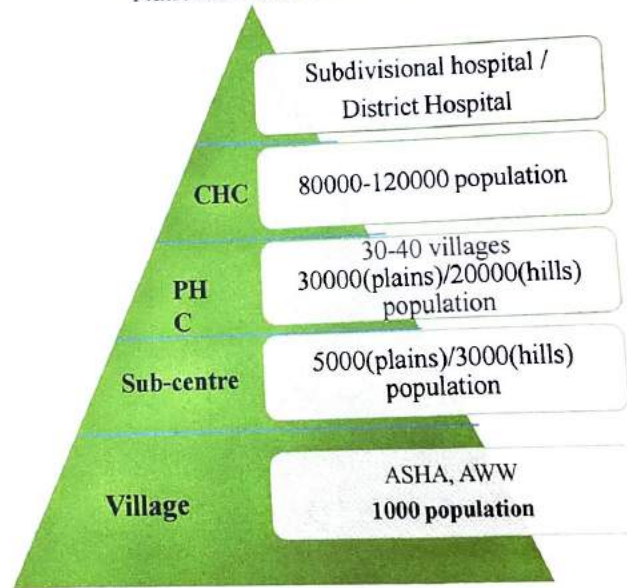 Subdivisional hospital /
District Hospital
CHC
80000-120000 population
30-40 villages
30000(plains)/20000(hills)
population
PH
C
5000(plains)/3000(hills)
population
Sub-centre
ASHA, AWW
1000 population
Village